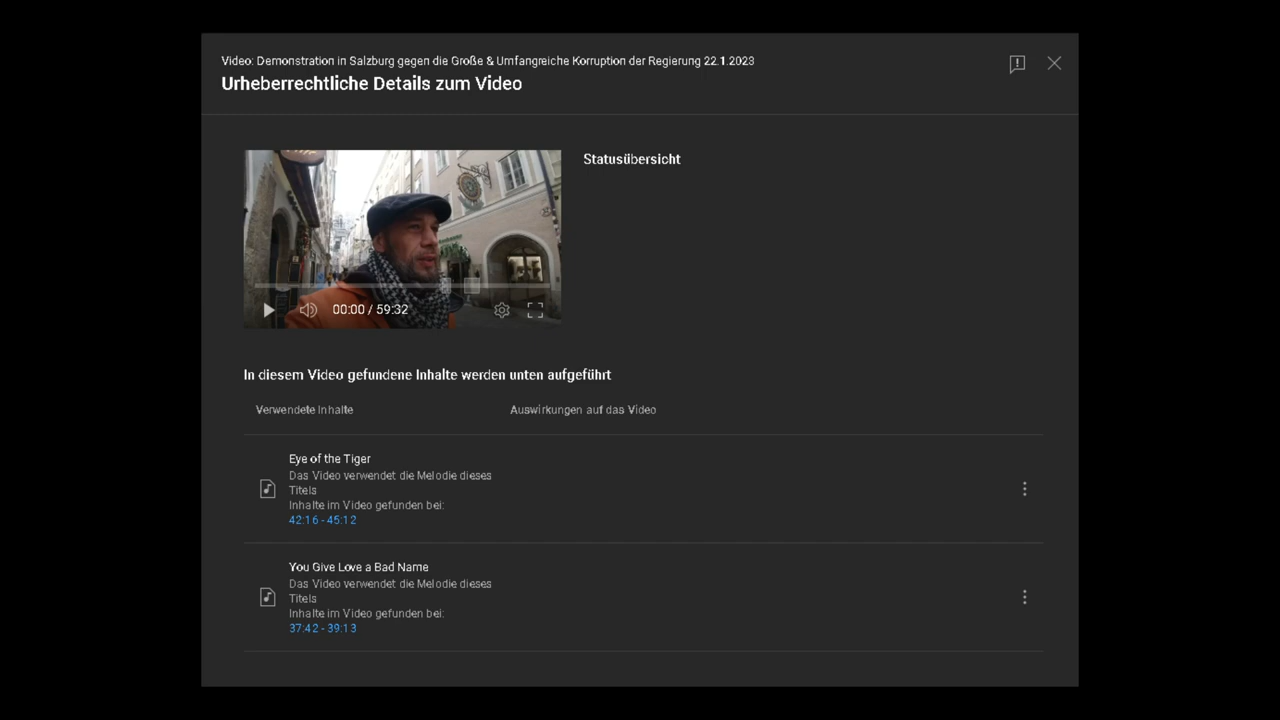 Video: Demonstration in Salzburg gegen die Große & Umfangreiche Korruption der Regierung 22.1.2023
Urheberrechtliche Details zum Video
Statusübersicht
00:00 / 59:32
In diesem Video gefundene Inhalte werden unten aufgeführt
Verwendete Inhalte
Auswirkungen auf das Video
Eye of the Tiger
Das Video verwendet die Melodie dieses
Titels
Inhalte im Video gefunden bei:
42:16 - 45:12
You Give Love a Bad Name
Das Video verwendet die Melodie dieses
Titels
Inhalte im Video gefunden bei:
37:42 - 39:13